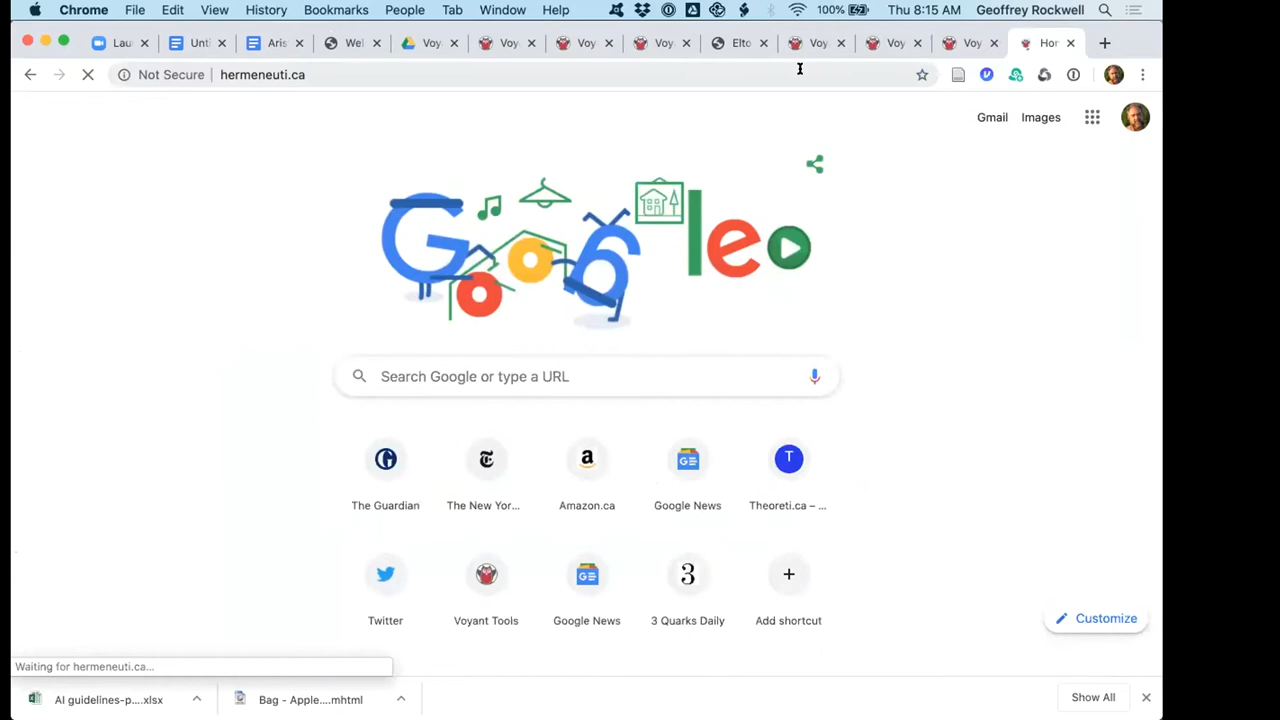 Chrome File Edit View History Bookmarks People Tab Window Help 100% Thu 8:15 AM Geoffrey Rockwell
Lau Unti Aris Wel Voy Voy Voy Voy Elto Voy Voy Voy Hor
Not Secure hermeneuti.ca
Gmail Images
Google
Search Google or type a URL
The Guardian The New Yor... Amazon.ca Google News Theoreti.ca – ...
Twitter Voyant Tools Google News 3 Quarks Daily Add shortcut
Customize
Waiting for hermeneuti.ca...
AI guidelines-p....xlsx Bag - Apple....mhtml Show All